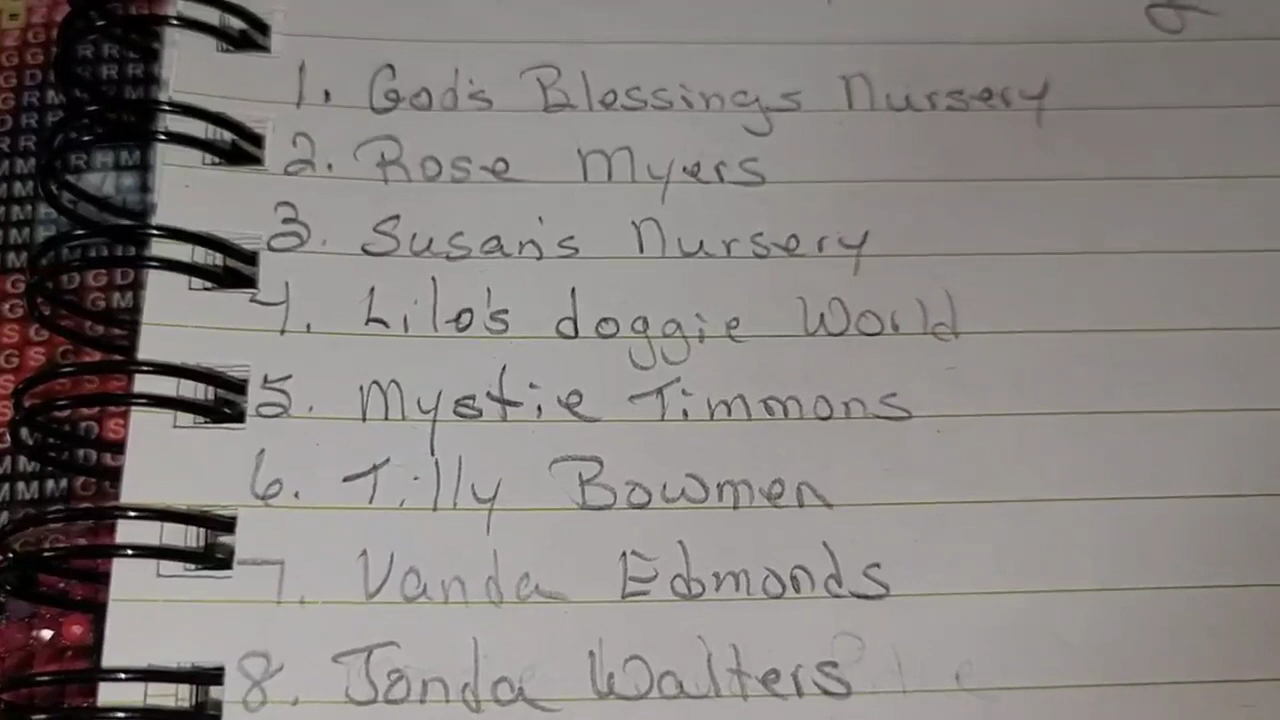 1. God's Blessings Nursery
2. Rose Myers
3. Susan's Nursery
4. Lilo's doggie World
5. Mystie Timmons
6. Tilly Bowmen
7. Vanda Edmonds
8. Jonda Walters